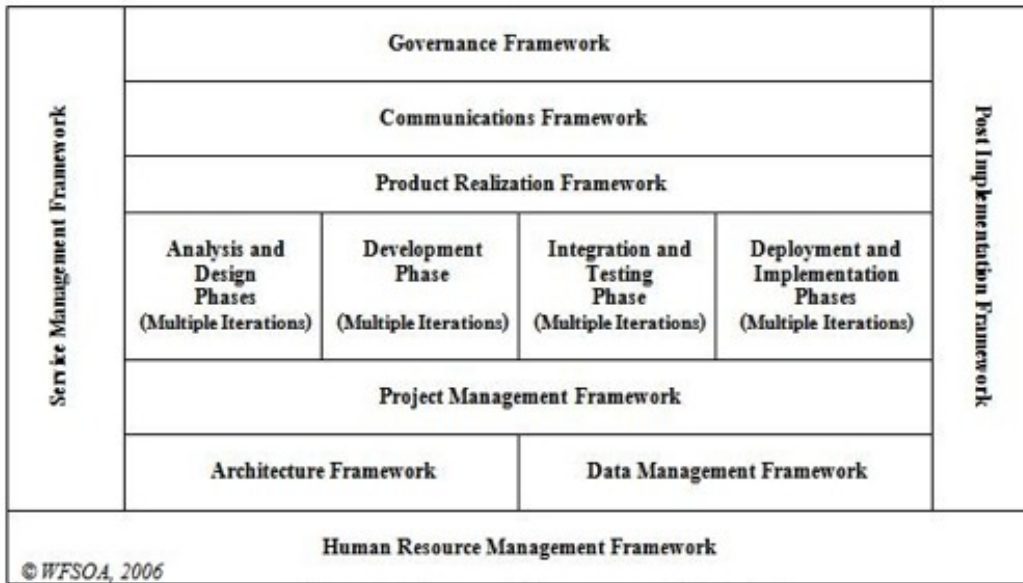 Service Management Framework
Governance Framework
Communications Framework
Product Realization Framework
Analysis and
Design
Phases
(Multiple Iterations)
Development
Phase
(Multiple Iterations)
Integration and
Testing
Phase
(Multiple Iterations)
Deployment and
Implementation
Phases
(Multiple Iterations)
Project Management Framework
Architecture Framework
Data Management Framework
Post Implementation Framework
Human Resource Management Framework
© WFSOA, 2006